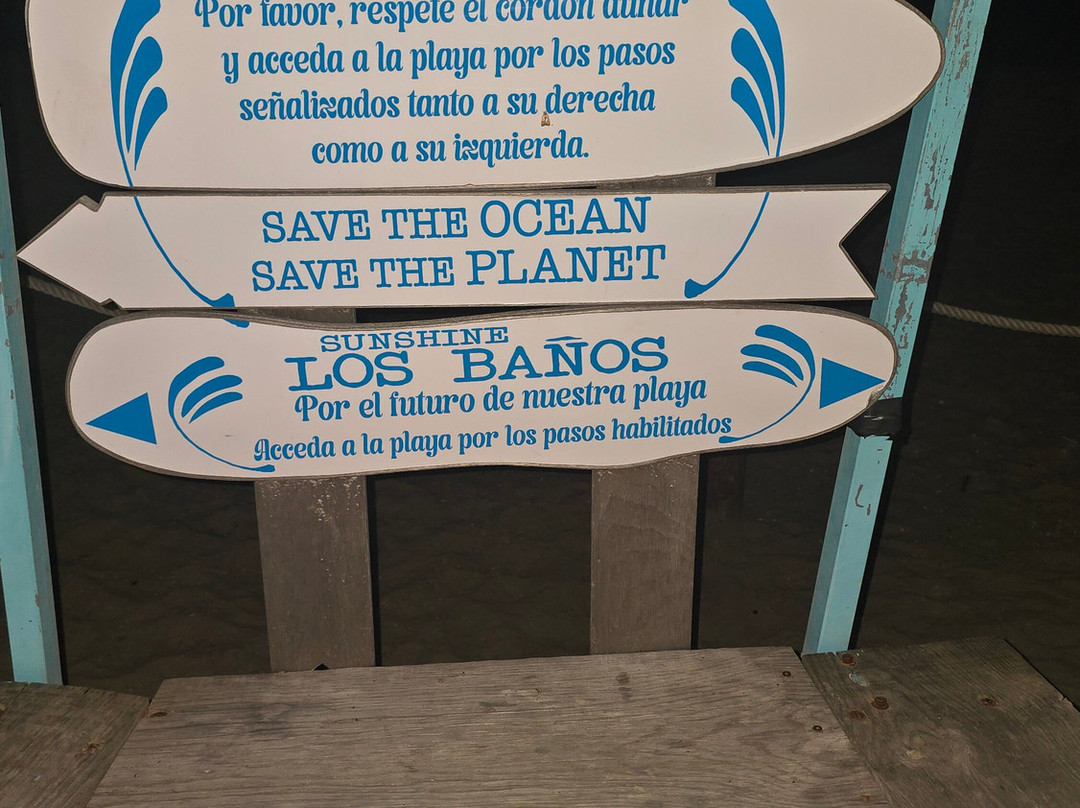 Por favor, respete el cordón dunar
y acceda a la playa por los pasos
señalizados tanto a su derecha
como a su izquierda.
SAVE THE OCEAN
SAVE THE PLANET
SUNSHINE
LOS BAÑOS
Por el futuro de nuestra playa
Acceda a la playa por los pasos habilitados